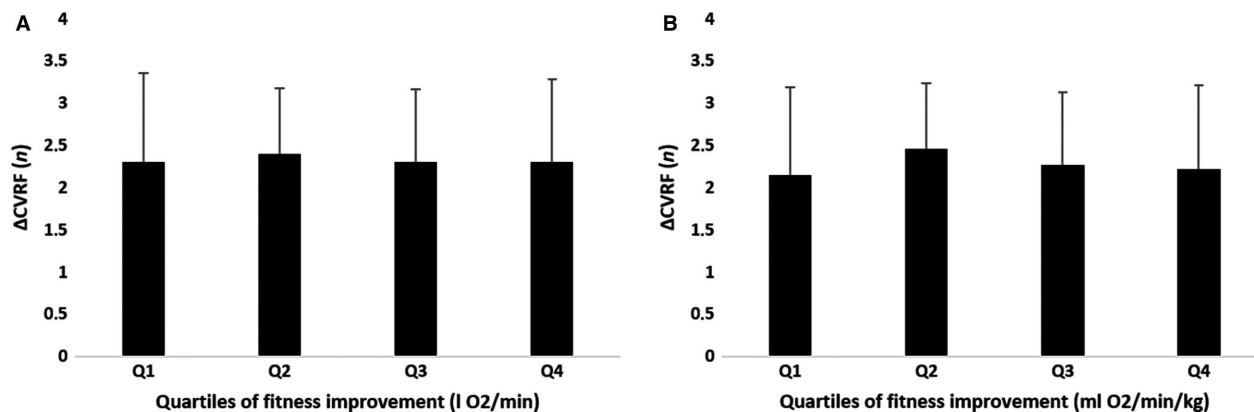 A
4
3.5
3
2.5
2
1.5
1
0.5
0
ΔCVRF (n)
Q1 Q2 Q3 Q4
Quartiles of fitness improvement (l O2/min)
B
4
3.5
3
2.5
2
1.5
1
0.5
0
ΔCVRF (n)
Q1 Q2 Q3 Q4
Quartiles of fitness improvement (ml O2/min/kg)